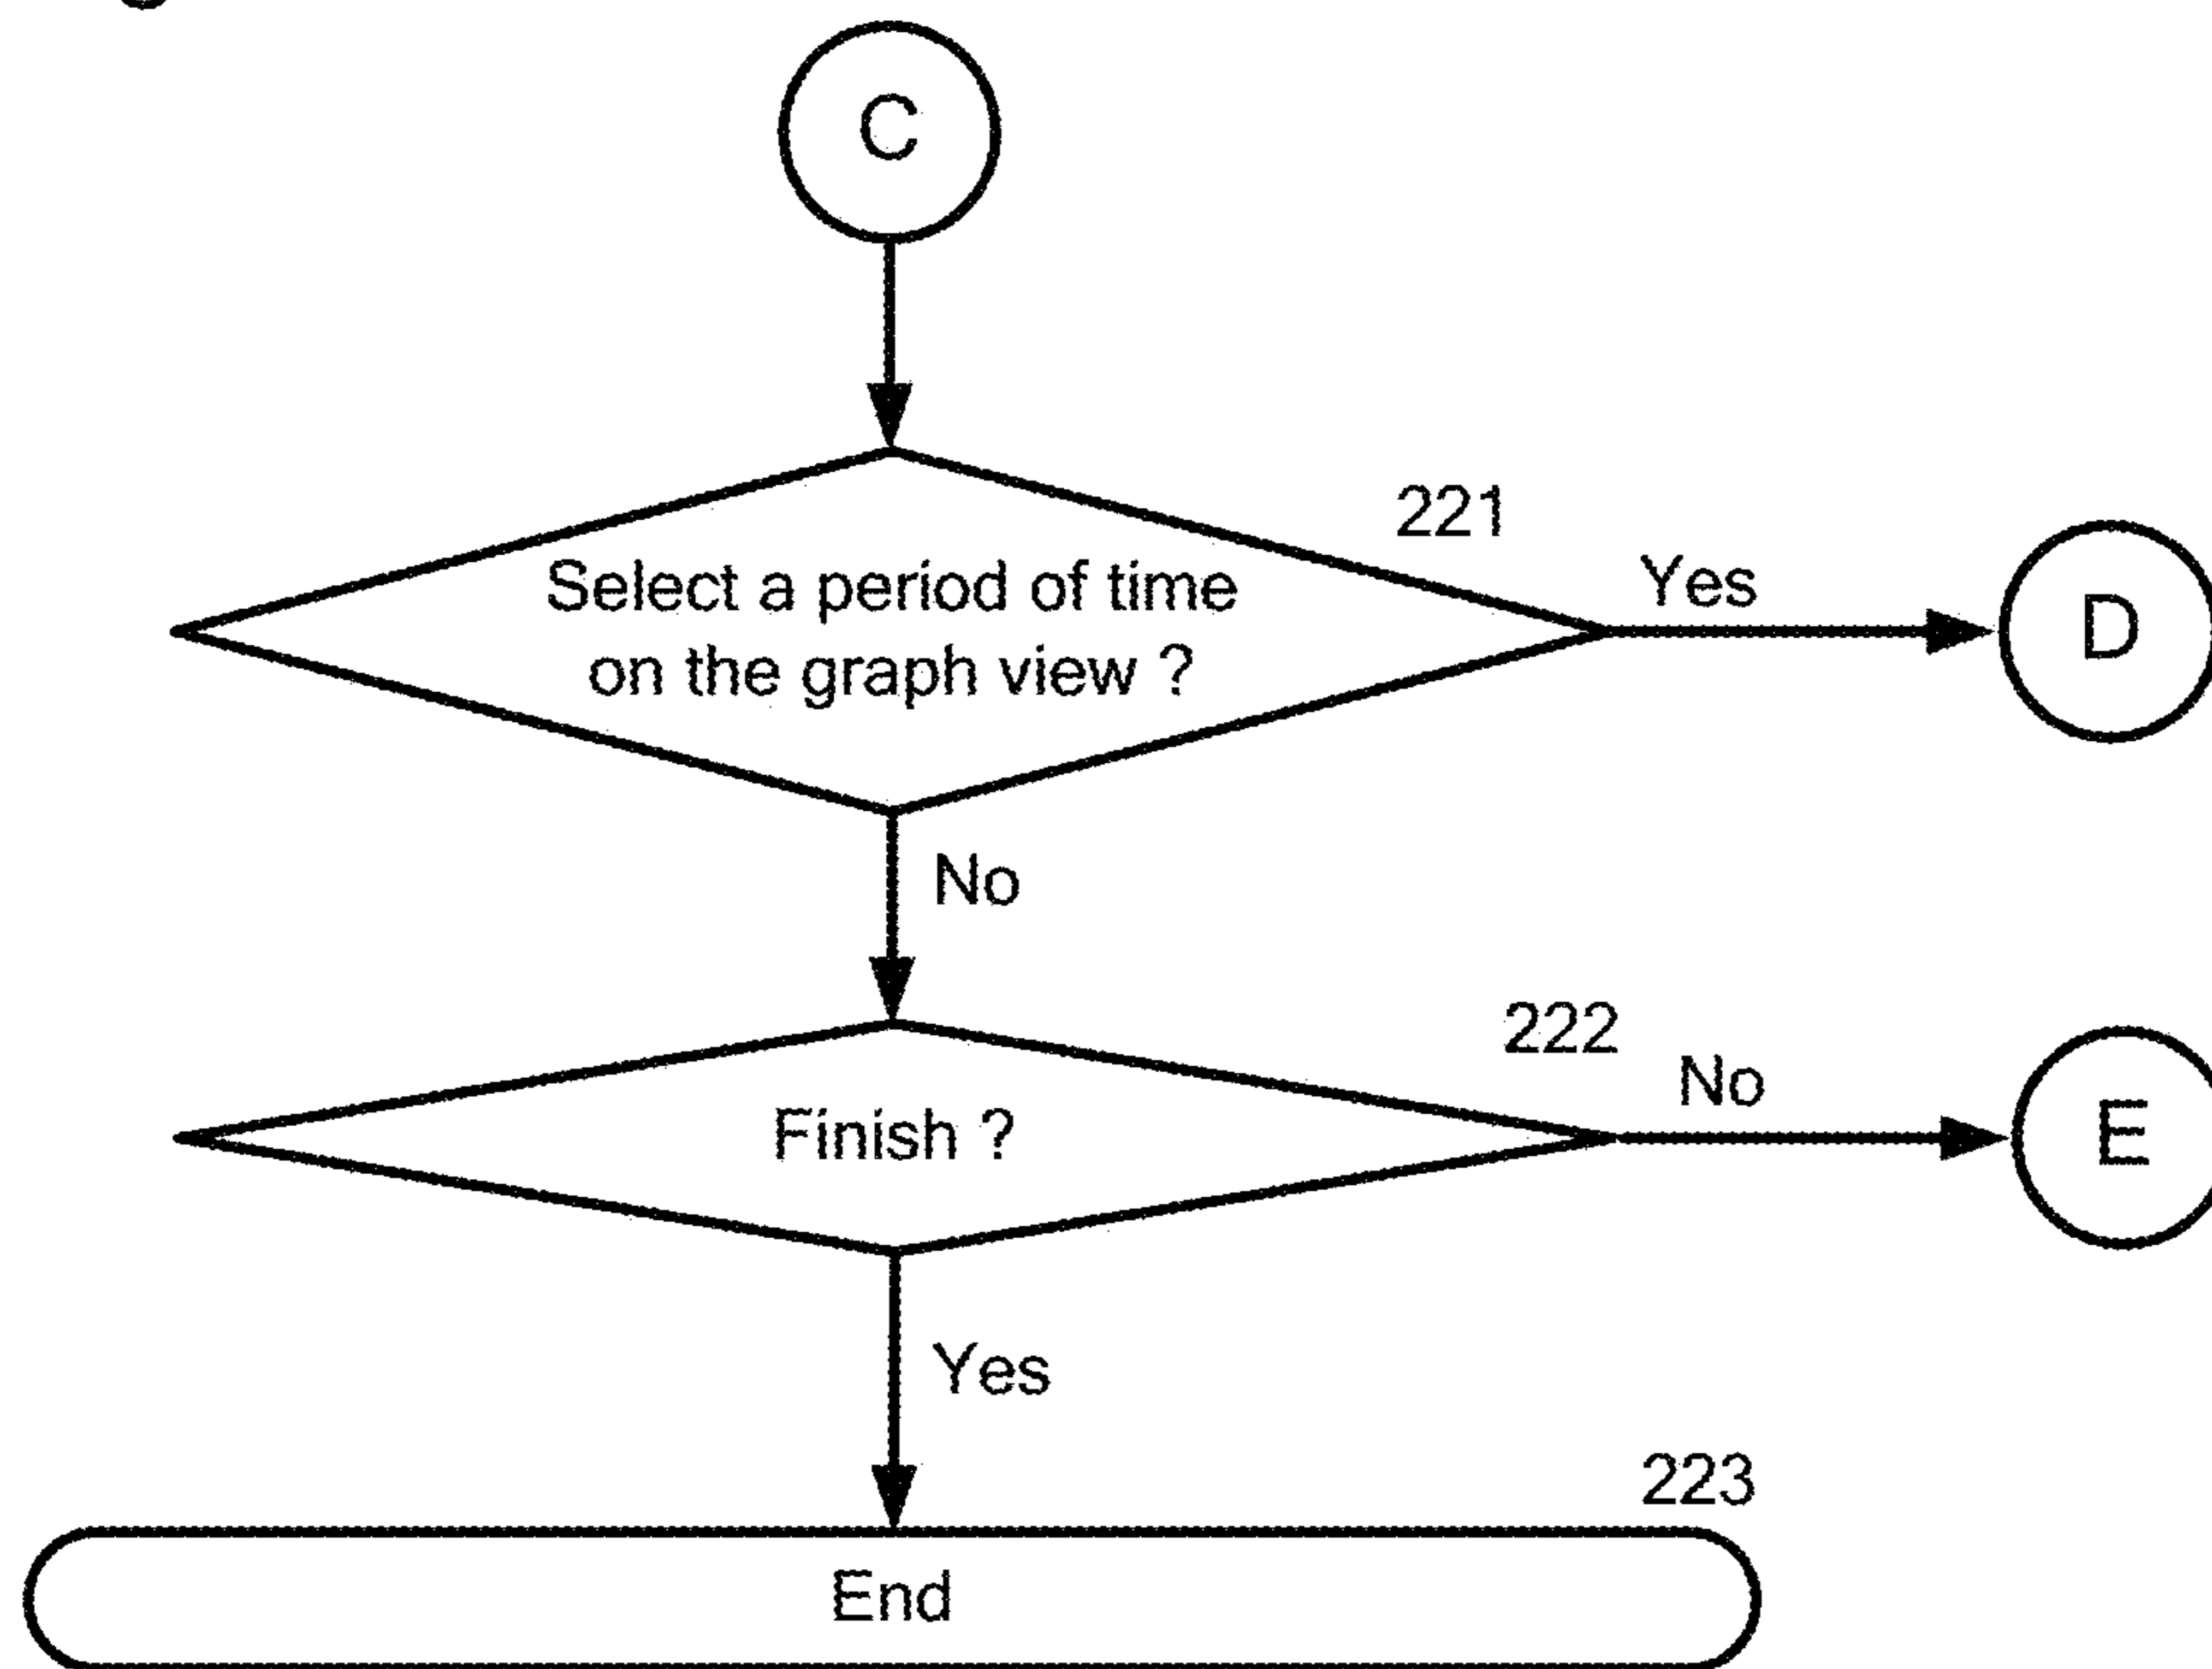 C
221
Select a period of time
on the graph view ?
Yes
D
No
222
Finish ?
No
E
Yes
223
End